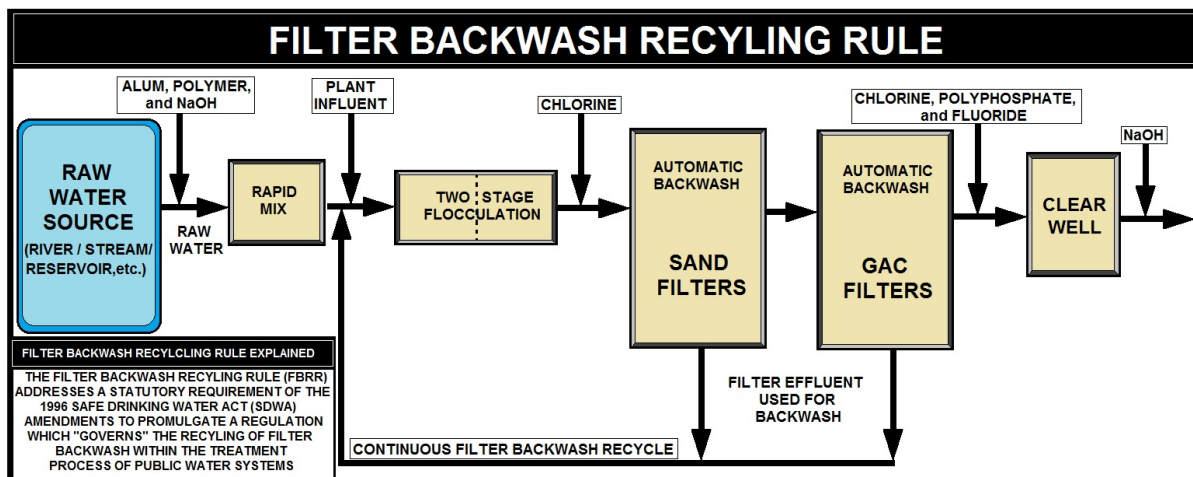 FILTER BACKWASH RECYLING RULE
ALUM, POLYMER,
and NaOH
PLANT
INFLUENT
CHLORINE
CHLORINE, POLYPHOSPHATE,
and FLUORIDE
NaOH
RAW
WATER
SOURCE
(RIVER / STREAM/
RESERVOIR,etc.)
RAW
WATER
RAPID
MIX
TWO STAGE
FLOCCULATION
AUTOMATIC
BACKWASH
SAND
FILTERS
AUTOMATIC
BACKWASH
GAC
FILTERS
CLEAR
WELL
FILTER EFFLUENT
USED FOR
BACKWASH
CONTINUOUS FILTER BACKWASH RECYCLE
FILTER BACKWASH RECYLCLING RULE EXPLAINED
THE FILTER BACKWASH RECYLING RULE (FBRR)
ADDRESSES A STATUTORY REQUIREMENT OF THE
1996 SAFE DRINKING WATER ACT (SDWA)
AMENDMENTS TO PROMULGATE A REGULATION
WHICH "GOVERNS" THE RECYLING OF FILTER
BACKWASH WITHIN THE TREATMENT
PROCESS OF PUBLIC WATER SYSTEMS